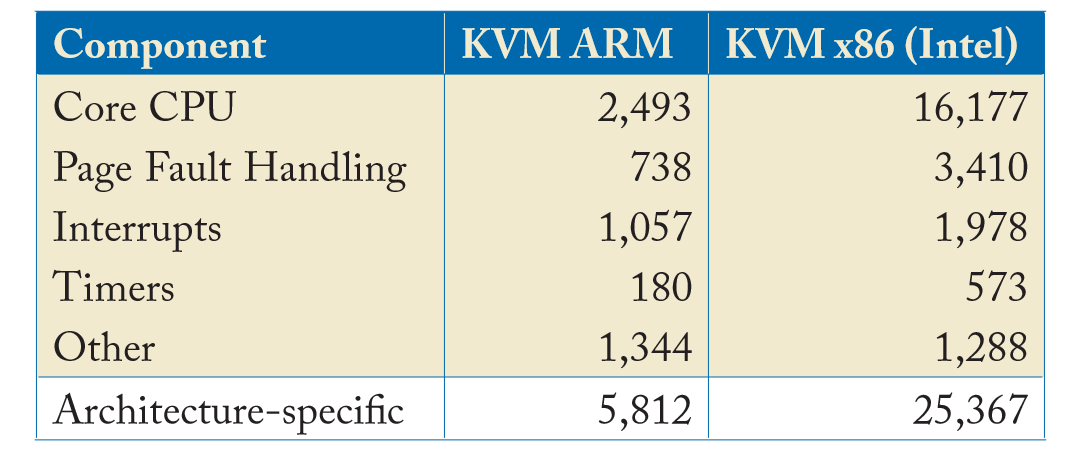 Component KVM ARM KVM x86 (Intel)
Core CPU 2,493 16,177
Page Fault Handling 738 3,410
Interrupts 1,057 1,978
Timers 180 573
Other 1,344 1,288
Architecture-specific 5,812 25,367